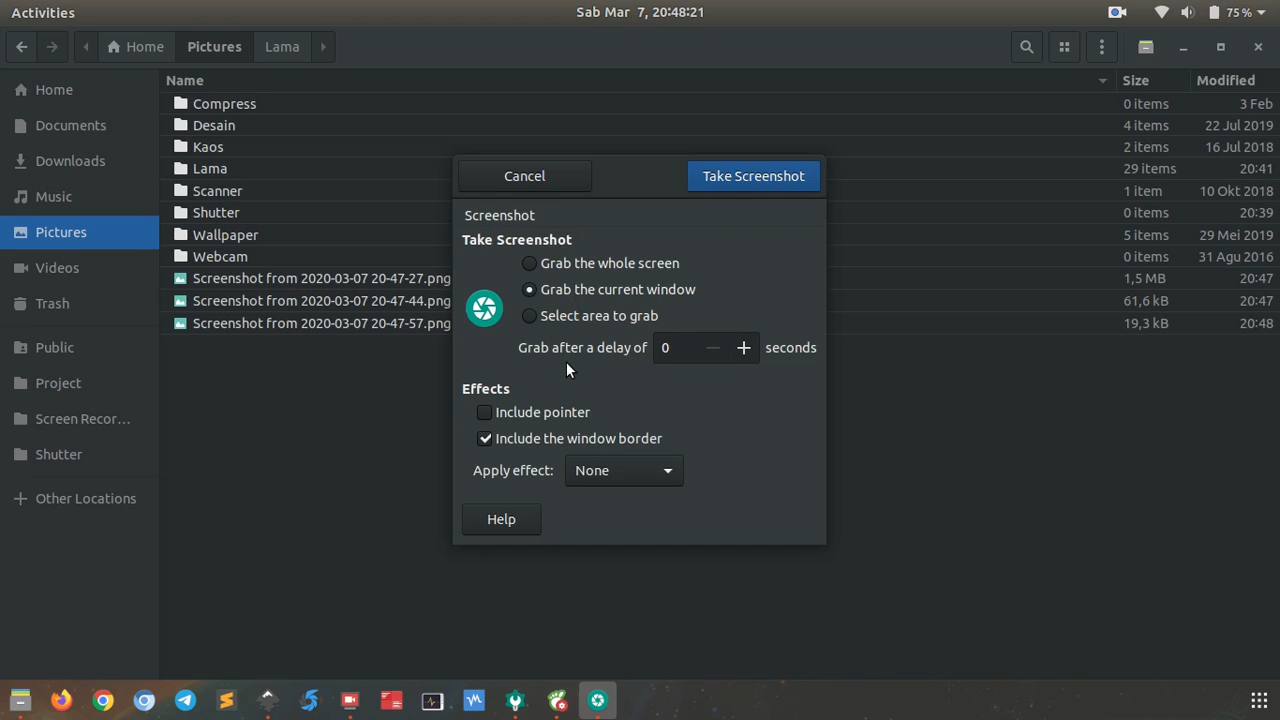 Activities
Sab Mar 7, 20:48:21
75 %
Home
Pictures
Lama
Name
Size
Modified
Home
Documents
Downloads
Music
Pictures
Videos
Trash
Public
Project
Screen Recor...
Shutter
Other Locations
Compress 0 items 3 Feb
Desain 4 items 22 Jul 2019
Kaos 2 items 16 Jul 2018
Lama 29 items 20:41
Scanner 1 item 10 Okt 2018
Shutter 0 items 20:39
Wallpaper 5 items 29 Mei 2019
Webcam 0 items 31 Agu 2016
Screenshot from 2020-03-07 20-47-27.png 1,5 MB 20:47
Screenshot from 2020-03-07 20-47-44.png 61,6 kB 20:47
Screenshot from 2020-03-07 20-47-57.png 19,3 kB 20:48
Cancel
Take Screenshot
Screenshot
Take Screenshot
Grab the whole screen
Grab the current window
Select area to grab
Grab after a delay of 0 seconds
Effects
Include pointer
Include the window border
Apply effect: None
Help